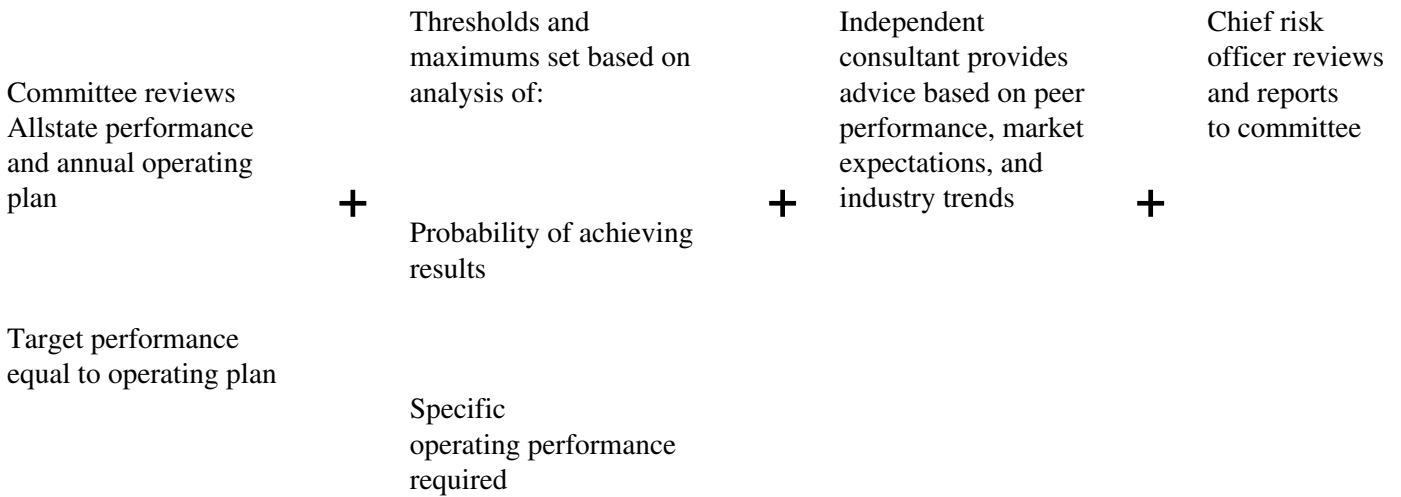 Committee reviews
Allstate performance
and annual operating
plan
Target performance
equal to operating plan
+
Thresholds and
maximums set based on
analysis of:
Probability of achieving
results
Specific
operating performance
required
+
Independent
consultant provides
advice based on peer
performance, market
expectations, and
industry trends
+
Chief risk
officer reviews
and reports
to committee